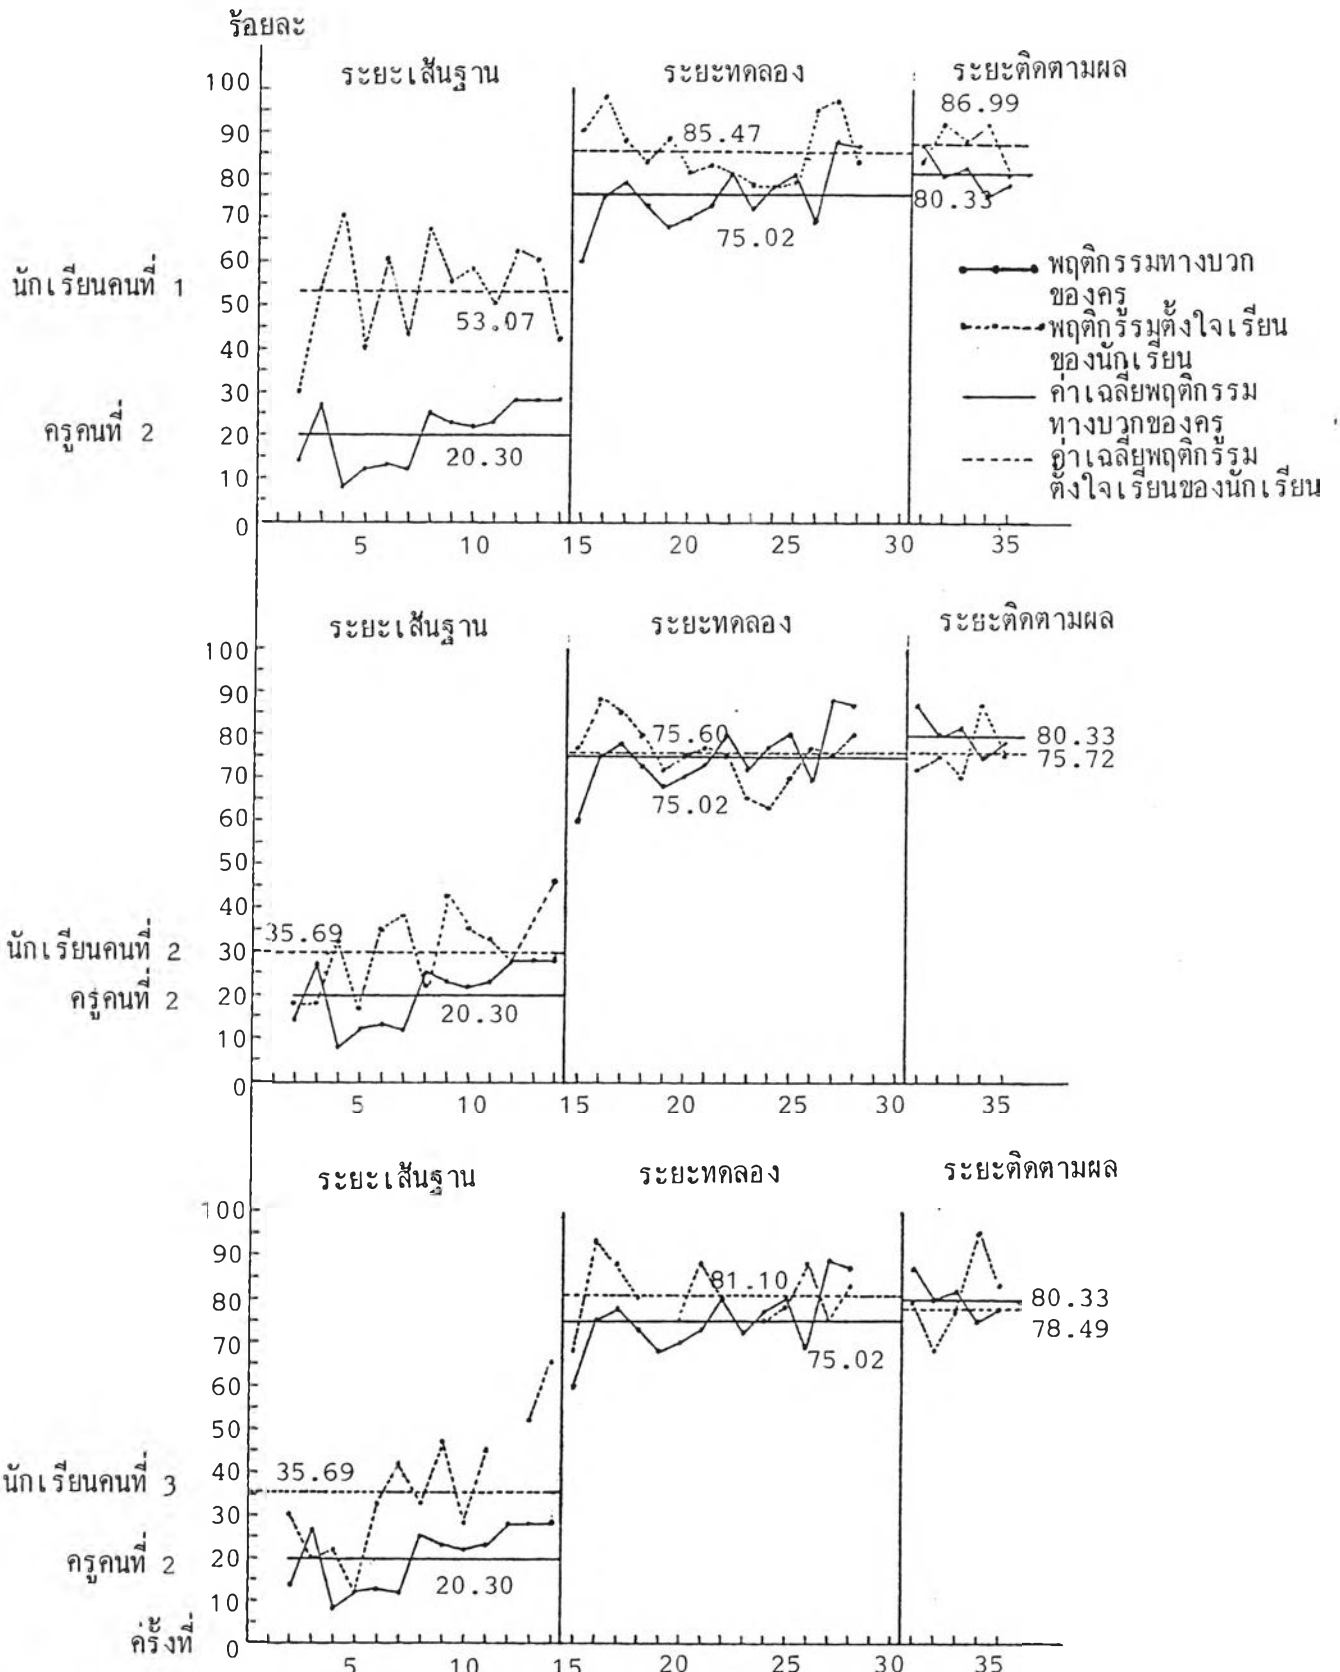 ร้อยละ
ระยะเส้นฐาน ระยะทดลอง ระยะติดตามผล
100
90
80
70
60
50
40
30
20
10
0
86.99
85.47
80.33
75.02
53.07
20.30
นักเรียนคนที่ 1
ครูคนที่ 2
พฤติกรรมทางบวก
ของครู
พฤติกรรมตั้งใจเรียน
ของนักเรียน
ค่าเฉลี่ยพฤติกรรม
ทางบวกของครู
ค่าเฉลี่ยพฤติกรรม
ตั้งใจเรียนของนักเรียน
5 10 15 20 25 30 35
ระยะเส้นฐาน ระยะทดลอง ระยะติดตามผล
100
90
80
70
60
50
40
30
20
10
0
75.60
80.33
75.72
75.02
35.69
20.30
นักเรียนคนที่ 2
ครูคนที่ 2
5 10 15 20 25 30 35
ระยะเส้นฐาน ระยะทดลอง ระยะติดตามผล
100
90
80
70
60
50
40
30
20
10
0
81.10
80.33
78.49
75.02
35.69
20.30
นักเรียนคนที่ 3
ครูคนที่ 2
ครั้งที่
5 10 15 20 25 30 35